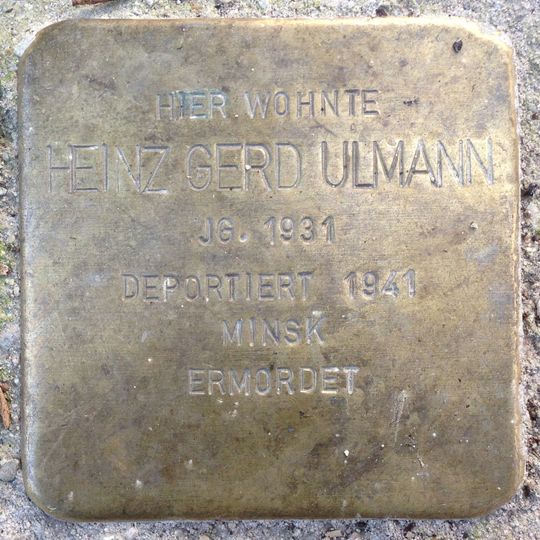 HIER WOHNTE
HEINZ GERD ULMANN
JG. 1931
DEPORTIERT 1941
MINSK
ERMORDET